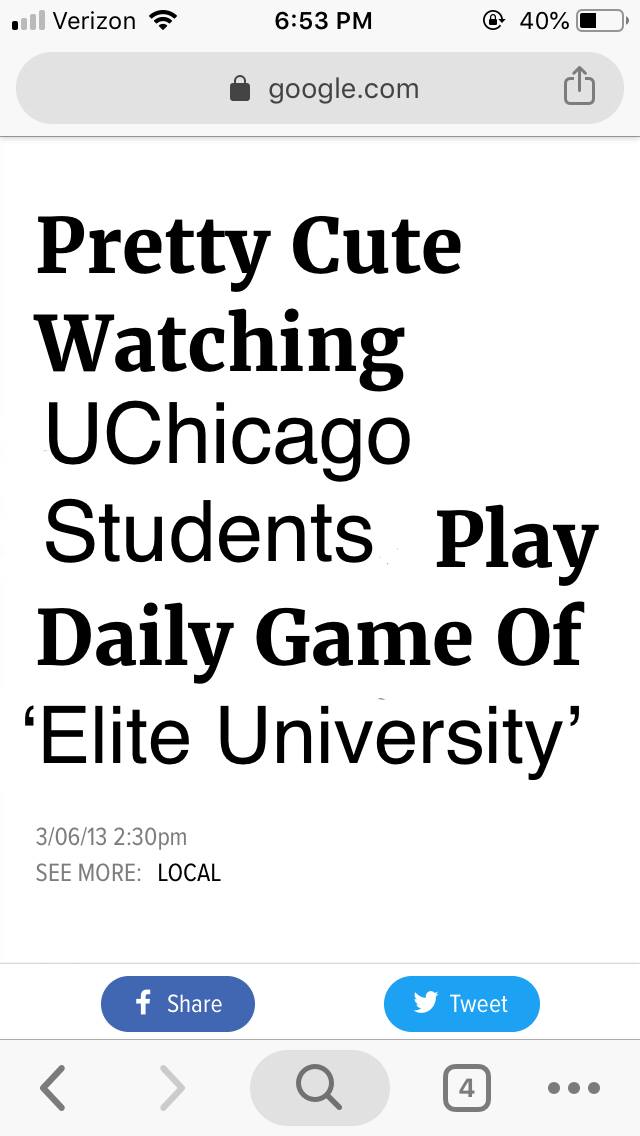 Verizon 6:53 PM 40%
google.com
Pretty Cute
Watching
UChicago
Students Play
Daily Game Of
‘Elite University’
3/06/13 2:30pm
SEE MORE: LOCAL
f Share Tweet
4